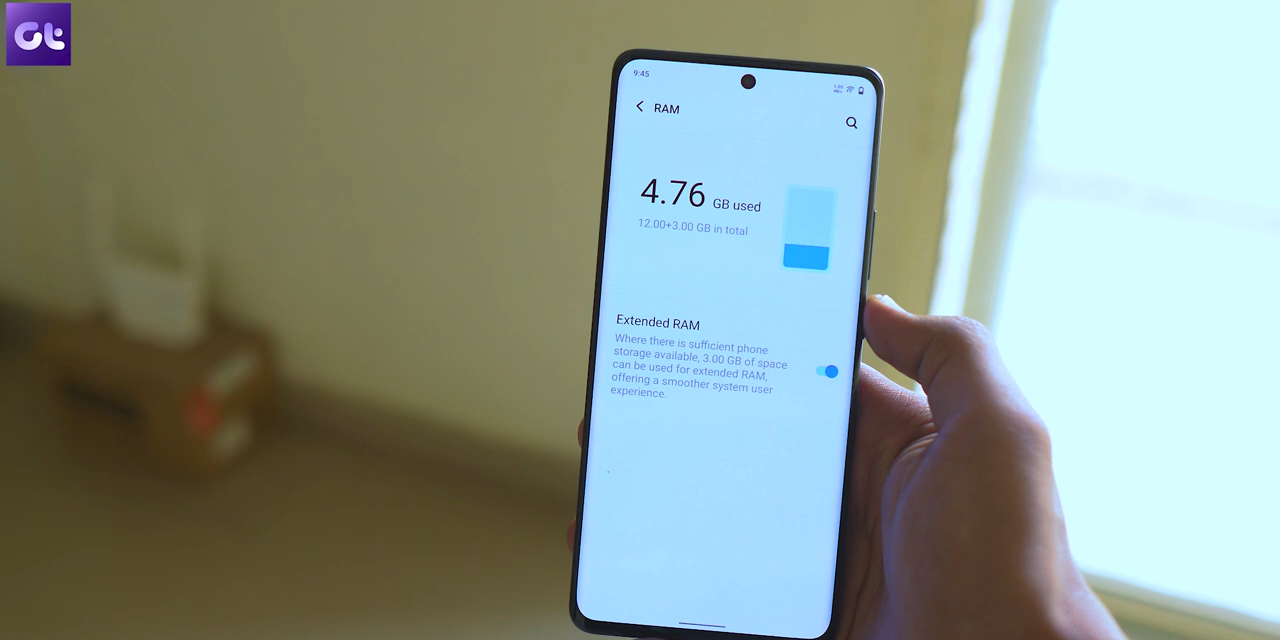 Gt
9:45
RAM
4.76 GB used
12.00+3.00 GB in total
Extended RAM
Where there is sufficient phone
storage available, 3.00 GB of space
can be used for extended RAM,
offering a smoother system user
experience.